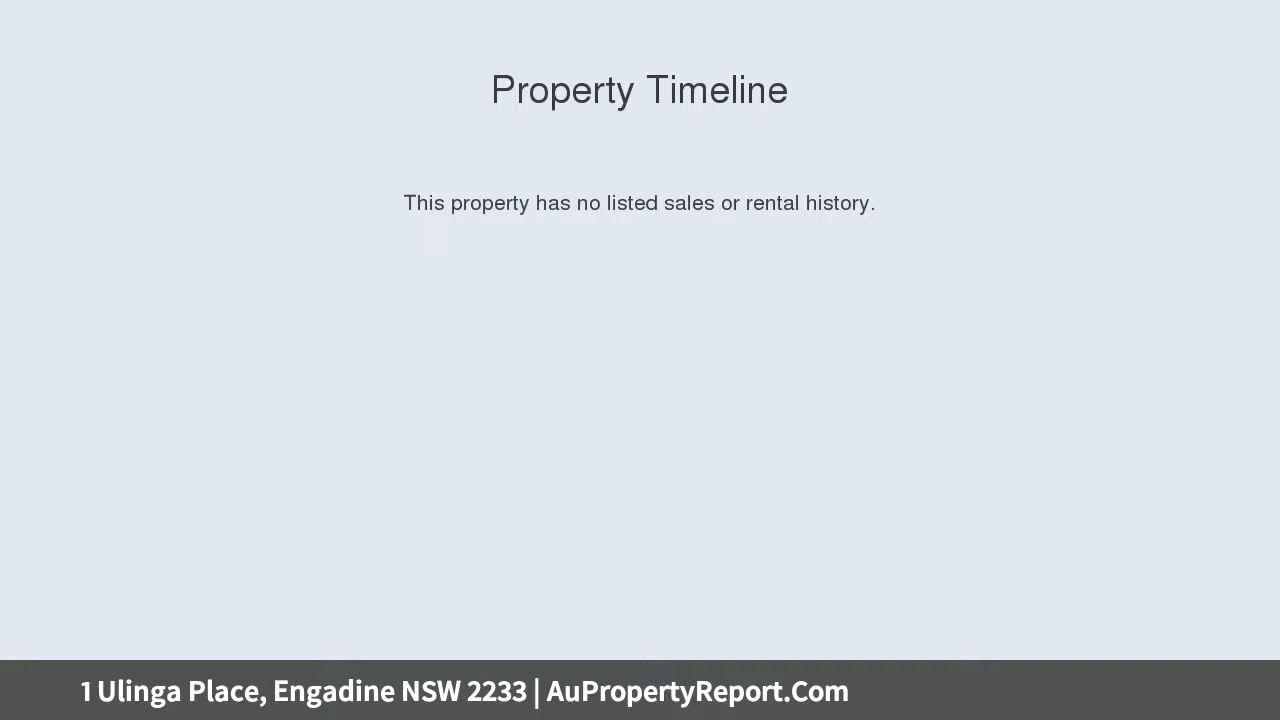 Property Timeline
This property has no listed sales or rental history.
1 Ulinga Place, Engadine NSW 2233 | AuPropertyReport.Com